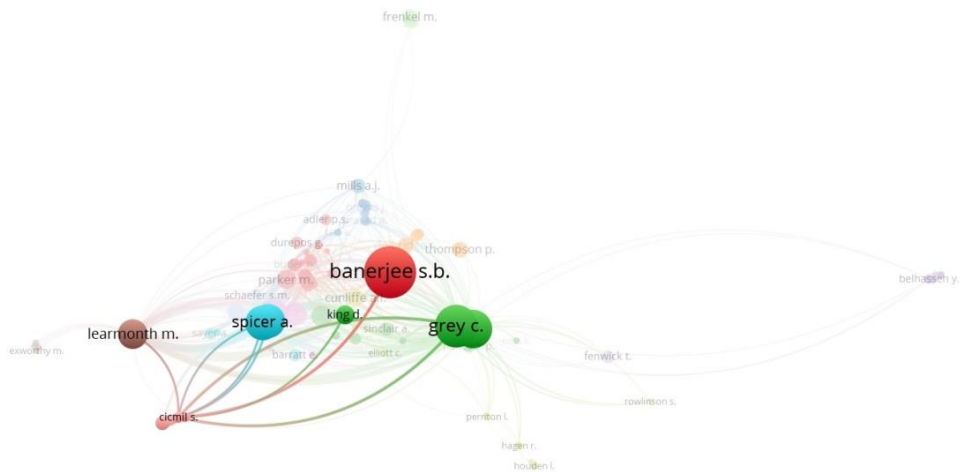 frenkel m.
mills a.j.
adler p.s.
durepos g.
thompson p.
banerjee s.b.
parker m.
belhassen y.
schaefer s.m.
cunliffe a.l.
king d.
spicer a.
grey c.
learmonth m.
sinclair a.
exworthy m.
barratt e.
elliott c.
fenwick t.
rowlinson s.
cicmil s.
hagen r.
houden l.